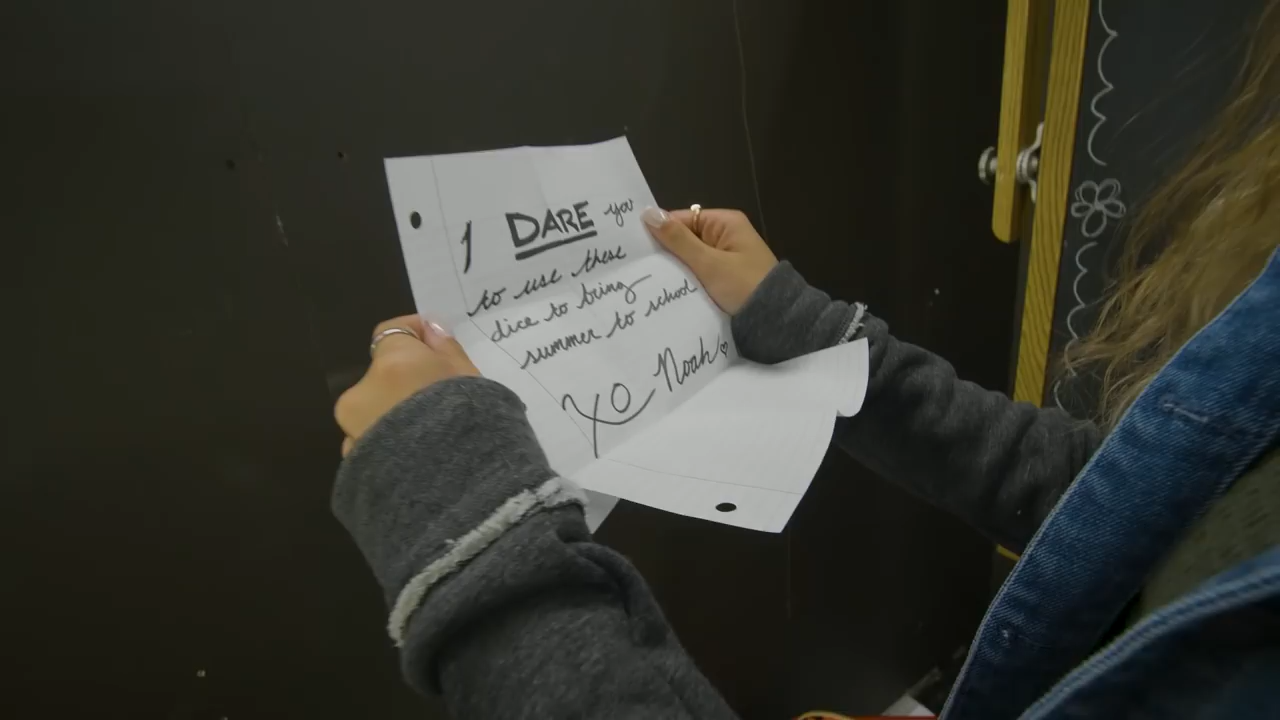 I DARE you
to use these
dice to bring
summer to school
XO Noah♡